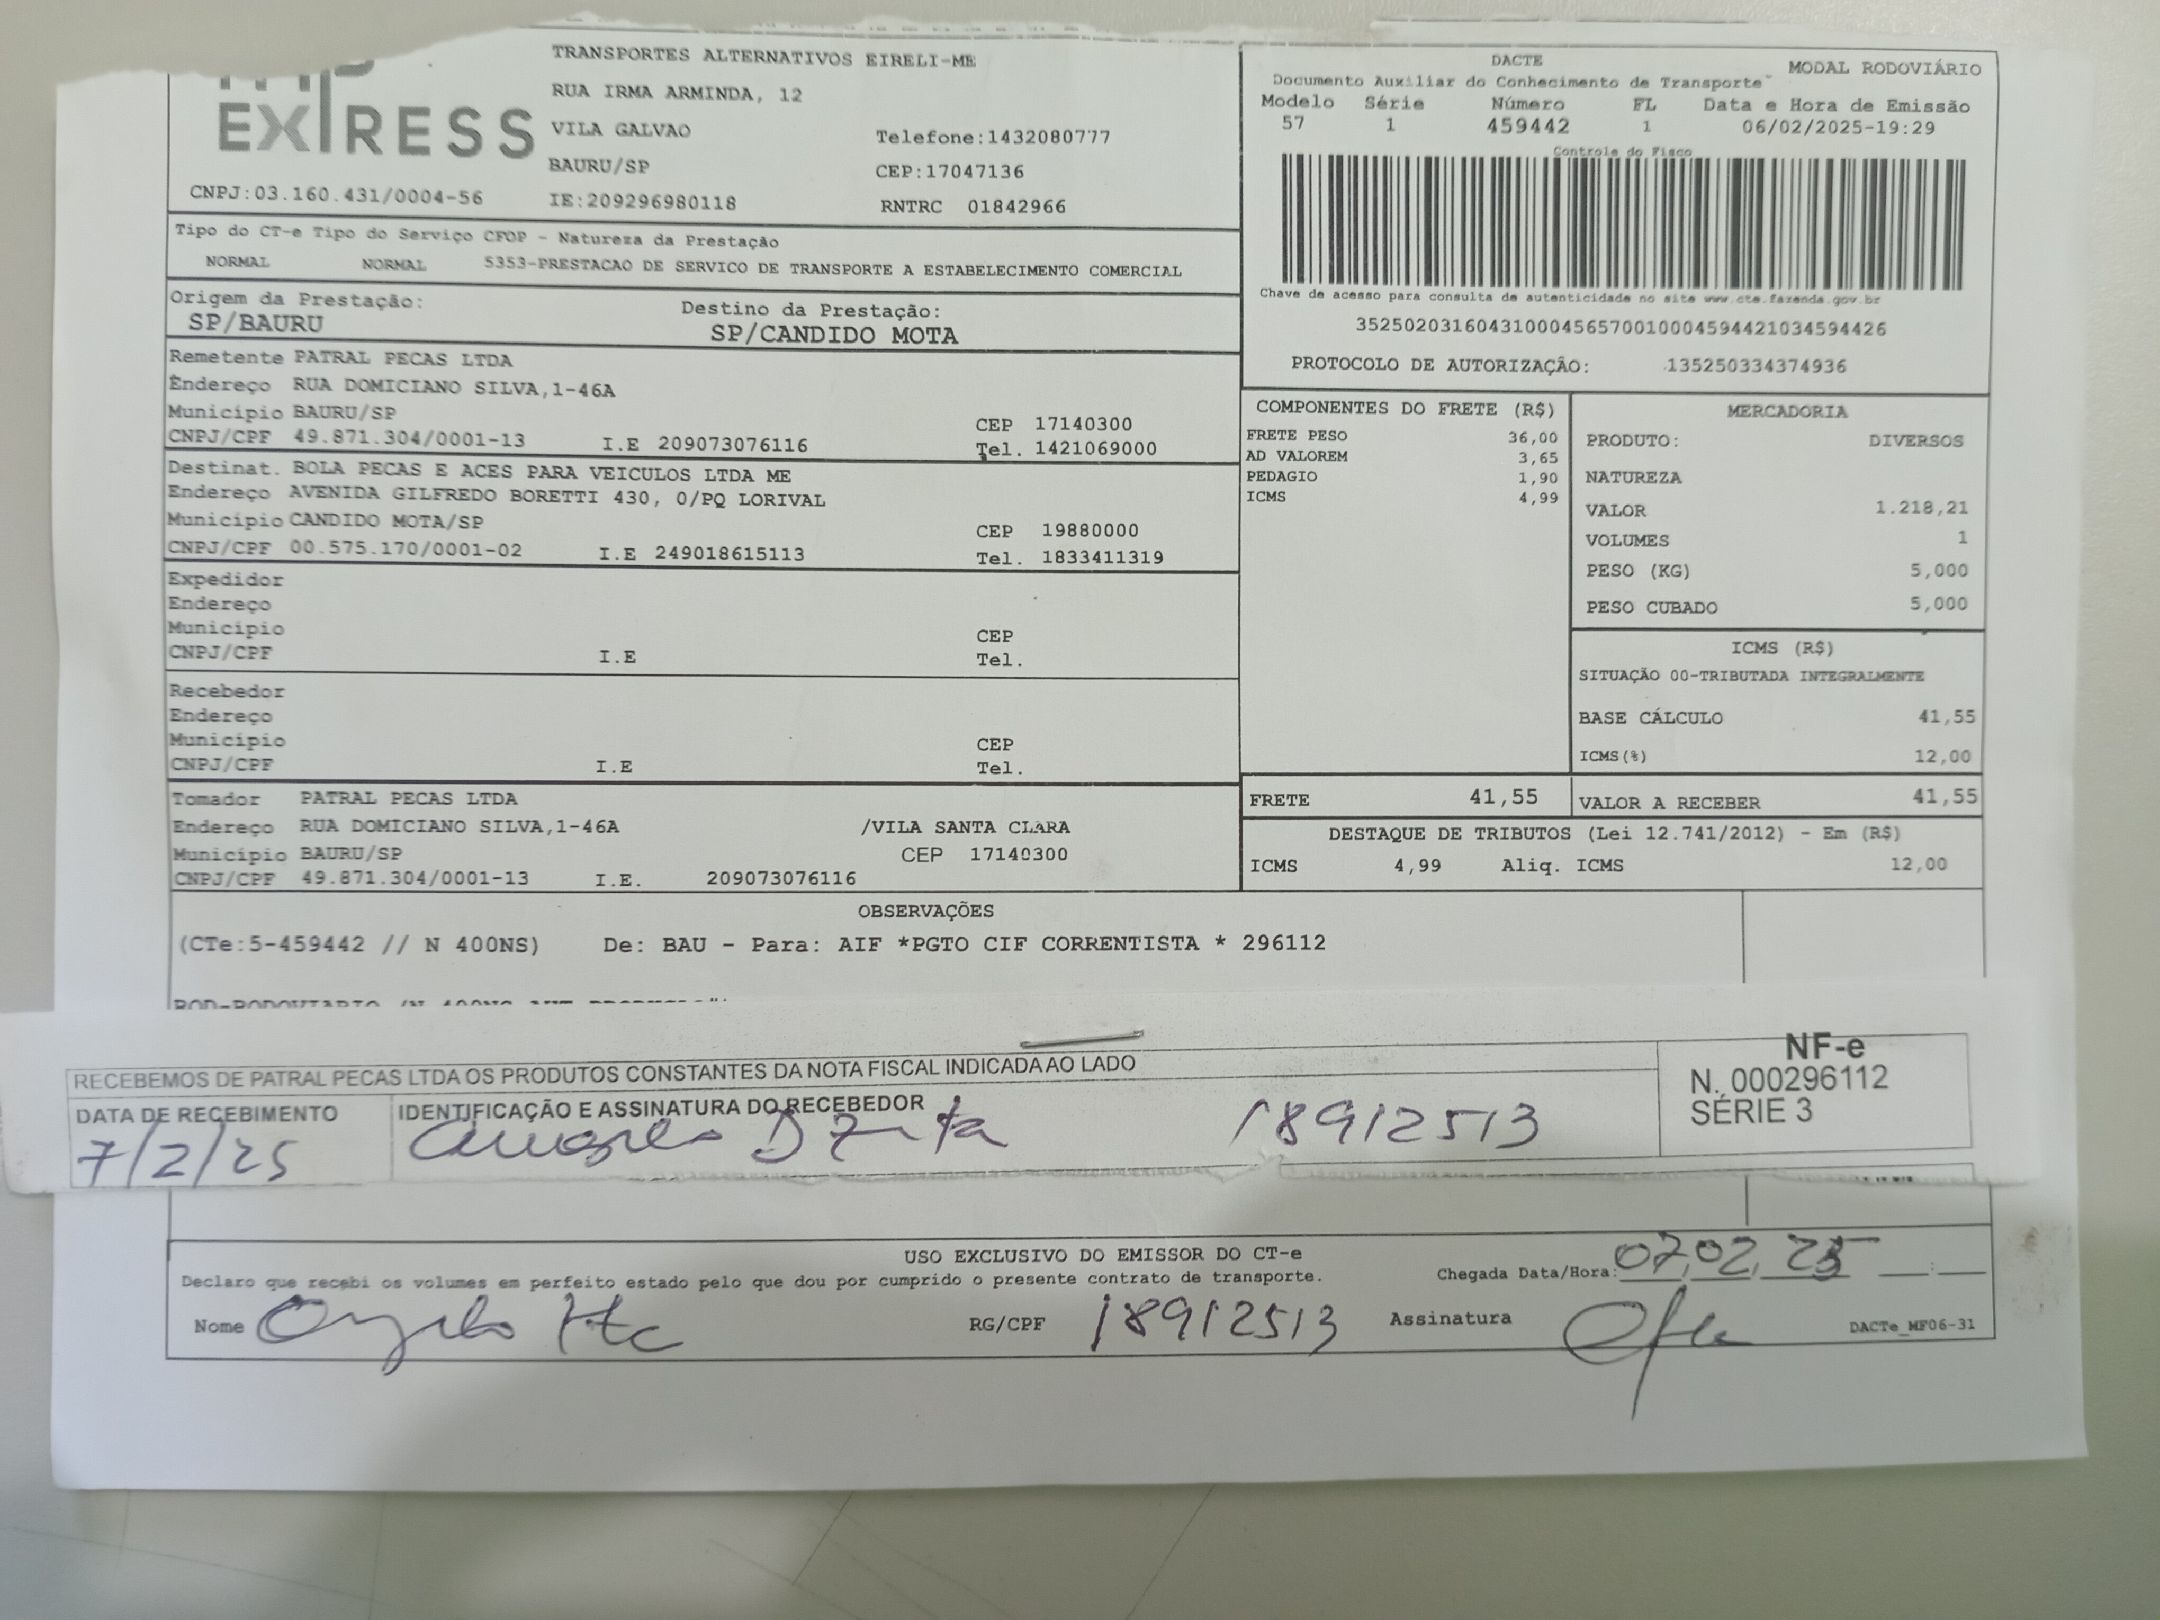 TRANSPORTES ALTERNATIVOS EIRELI-ME
RUA IRMA ARMINDA, 12
VILA GALVAO Telefone:1432080777
BAURU/SP CEP:17047136
EXPRESS
CNPJ:03.160.431/0004-56 IE:209296980118 RNTRC 01842966
DACTE MODAL RODOVIÁRIO
Documento Auxiliar do Conhecimento de Transporte
Modelo Série Número FL Data e Hora de Emissão
57 1 459442 1 06/02/2025-19:29
Controle do Fisco
Chave de acesso para consulta de autenticidade no site www.cte.fazenda.gov.br
35250203160431000456570010004594421034594426
PROTOCOLO DE AUTORIZAÇÃO: 135250334374936
Tipo do CT-e Tipo do Serviço CFOP - Natureza da Prestação
NORMAL NORMAL 5353-PRESTACAO DE SERVICO DE TRANSPORTE A ESTABELECIMENTO COMERCIAL
Origem da Prestação: Destino da Prestação:
SP/BAURU SP/CANDIDO MOTA
Remetente PATRAL PECAS LTDA
Endereço RUA DOMICIANO SILVA,1-46A
Município BAURU/SP CEP 17140300
CNPJ/CPF 49.871.304/0001-13 I.E 209073076116 Tel. 1421069000
Destinat. BOLA PECAS E ACES PARA VEICULOS LTDA ME
Endereço AVENIDA GILFREDO BORETTI 430, 0/PQ LORIVAL
Município CANDIDO MOTA/SP CEP 19880000
CNPJ/CPF 00.575.170/0001-02 I.E 249018615113 Tel. 1833411319
Expedidor
Endereço
Município CEP
CNPJ/CPF I.E Tel.
Recebedor
Endereço
Município CEP
CNPJ/CPF I.E Tel.
Tomador PATRAL PECAS LTDA
Endereço RUA DOMICIANO SILVA,1-46A /VILA SANTA CLARA
Município BAURU/SP CEP 17140300
CNPJ/CPF 49.871.304/0001-13 I.E. 209073076116
COMPONENTES DO FRETE (R$)
FRETE PESO 36,00
AD VALOREM 3,65
PEDAGIO 1,90
ICMS 4,99
MERCADORIA
PRODUTO: DIVERSOS
NATUREZA
VALOR 1.218,21
VOLUMES 1
PESO (KG) 5,000
PESO CUBADO 5,000
ICMS (R$)
SITUAÇÃO 00-TRIBUTADA INTEGRALMENTE
BASE CÁLCULO 41,55
ICMS(%) 12,00
FRETE 41,55 VALOR A RECEBER 41,55
DESTAQUE DE TRIBUTOS (Lei 12.741/2012) - Em (R$)
ICMS 4,99 Aliq. ICMS 12,00
OBSERVAÇÕES
(CTe:5-459442 // N 400NS) De: BAU - Para: AIF *PGTO CIF CORRENTISTA * 296112
RECEBEMOS DE PATRAL PECAS LTDA OS PRODUTOS CONSTANTES DA NOTA FISCAL INDICADA AO LADO
DATA DE RECEBIMENTO IDENTIFICAÇÃO E ASSINATURA DO RECEBEDOR
7/2/25 18912513
NF-e
N. 000296112
SÉRIE 3
USO EXCLUSIVO DO EMISSOR DO CT-e
Declaro que recebi os volumes em perfeito estado pelo que dou por cumprido o presente contrato de transporte. Chegada Data/Hora: 07,02,25
Nome RG/CPF 18912513 Assinatura DACTe_MF06-31